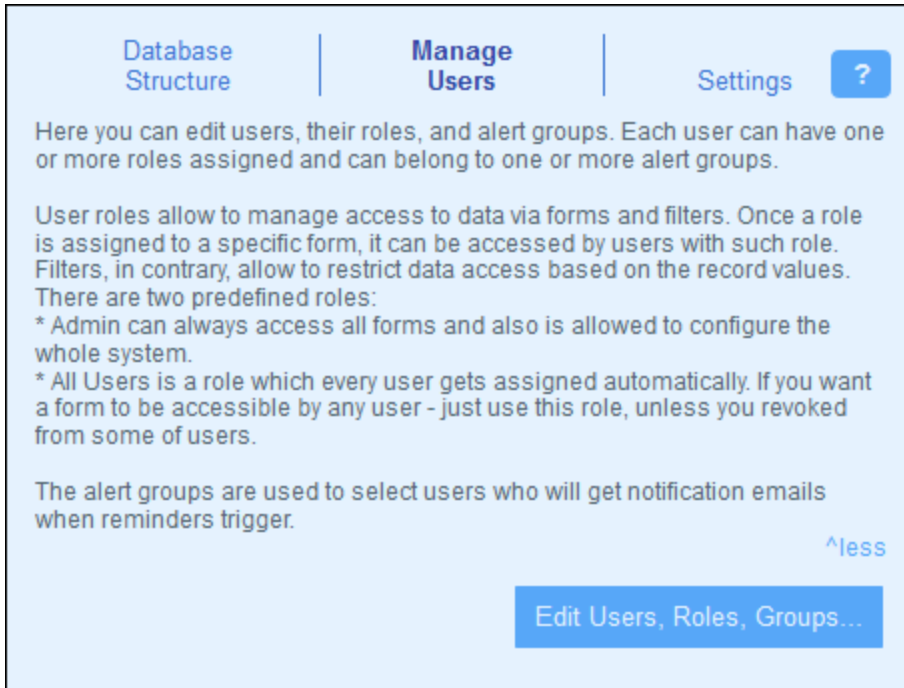 Database
Structure
Manage
Users
Settings
?
Here you can edit users, their roles, and alert groups. Each user can have one
or more roles assigned and can belong to one or more alert groups.
User roles allow to manage access to data via forms and filters. Once a role
is assigned to a specific form, it can be accessed by users with such role.
Filters, in contrary, allow to restrict data access based on the record values.
There are two predefined roles:
* Admin can always access all forms and also is allowed to configure the
whole system.
* All Users is a role which every user gets assigned automatically. If you want
a form to be accessible by any user - just use this role, unless you revoked
from some of users.
The alert groups are used to select users who will get notification emails
when reminders trigger.
^less
Edit Users, Roles, Groups...